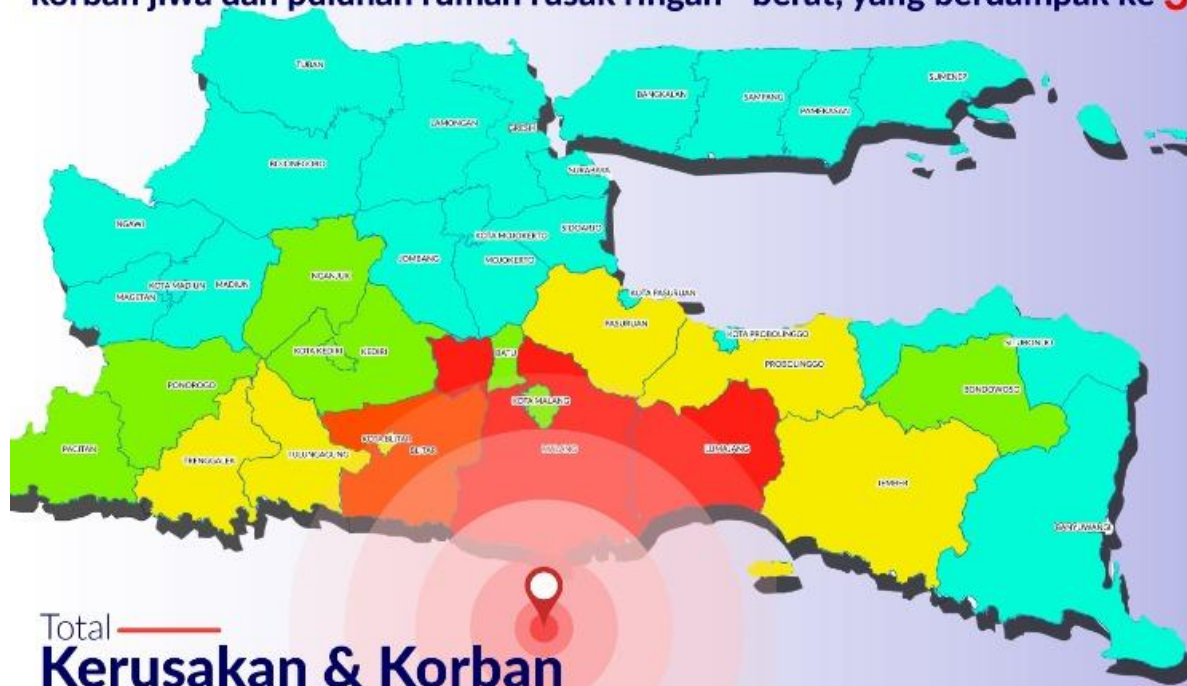 korban jiwa dan puluhan rumah rusak ringan - berat, yang berdampak ke
TUBAN
LAMONGAN
GRESIK
BANGKALAN
SAMPANG
PAMEKASAN
SUMENEP
BOJONEGORO
SURABAYA
NGAWI
KOTA MOJOKERTO
SIDOARJO
JOMBANG
MOJOKERTO
NGANJUK
KOTA MADIUN
MADIUN
MAGETAN
KOTA PASURUAN
PASURUAN
KOTA PROBOLINGGO
PROBOLINGGO
SITUBONDO
KOTA KEDIRI
KEDIRI
BATU
PONOROGO
BONDOWOSO
KOTA MALANG
PACITAN
TRENGGALEK
TULUNGAGUNG
KOTA BLITAR
BLITAR
MALANG
LUMAJANG
JEMBER
BANYUWANGI
Total
Kerusakan & Korban